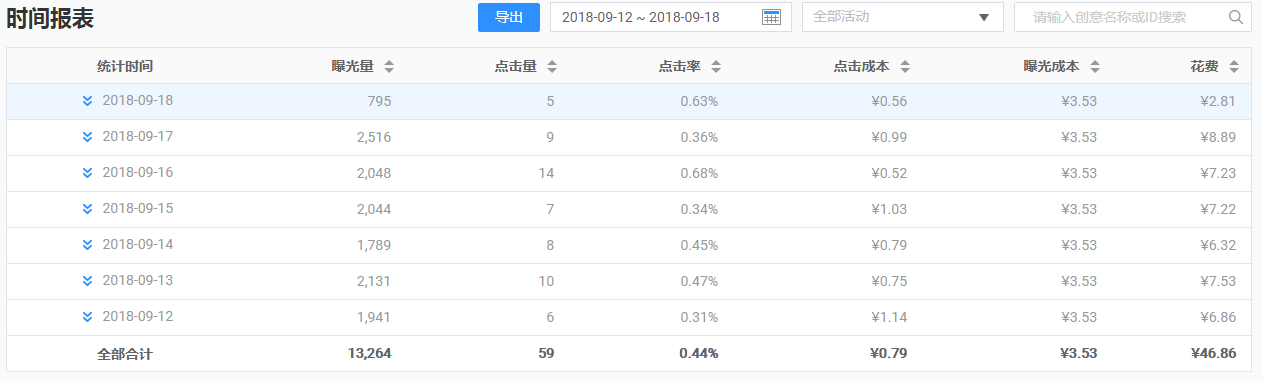 时间报表 导出 2018-09-12 ~ 2018-09-18 全部活动 请输入创意名称或ID搜索
统计时间 曝光量 点击量 点击率 点击成本 曝光成本 花费
2018-09-18 795 5 0.63% ¥0.56 ¥3.53 ¥2.81
2018-09-17 2,516 9 0.36% ¥0.99 ¥3.53 ¥8.89
2018-09-16 2,048 14 0.68% ¥0.52 ¥3.53 ¥7.23
2018-09-15 2,044 7 0.34% ¥1.03 ¥3.53 ¥7.22
2018-09-14 1,789 8 0.45% ¥0.79 ¥3.53 ¥6.32
2018-09-13 2,131 10 0.47% ¥0.75 ¥3.53 ¥7.53
2018-09-12 1,941 6 0.31% ¥1.14 ¥3.53 ¥6.86
全部合计 13,264 59 0.44% ¥0.79 ¥3.53 ¥46.86